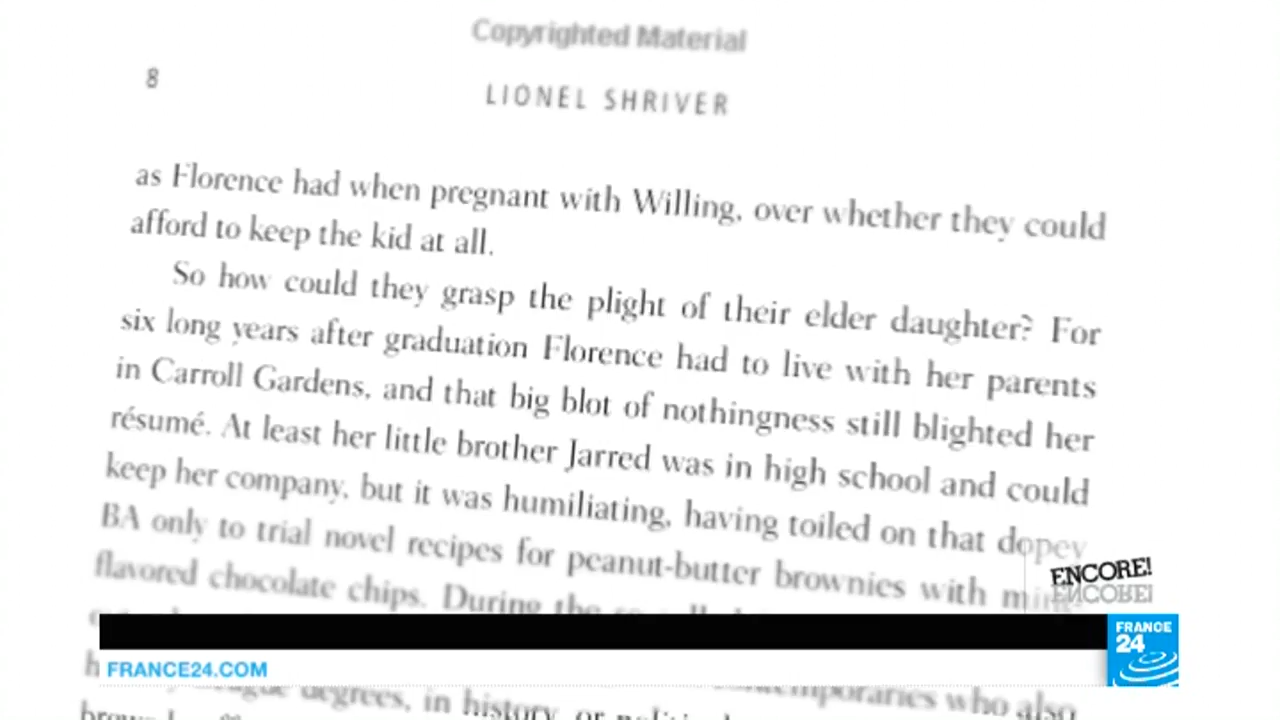 Copyrighted Material
8
LIONEL SHRIVER
as Florence had when pregnant with Willing, over whether they could
afford to keep the kid at all.
So how could they grasp the plight of their elder daughter? For
six long years after graduation Florence had to live with her parents
in Carroll Gardens, and that big blot of nothingness still blighted her
résumé. At least her little brother Jarred was in high school and could
keep her company, but it was humiliating, having toiled on that dopey
BA only to trial novel recipes for peanut-butter brownies with
flavored chocolate chips. During the
ENCORE!
FRANCE
24
FRANCE24.COM
degrees, in history, or
who also